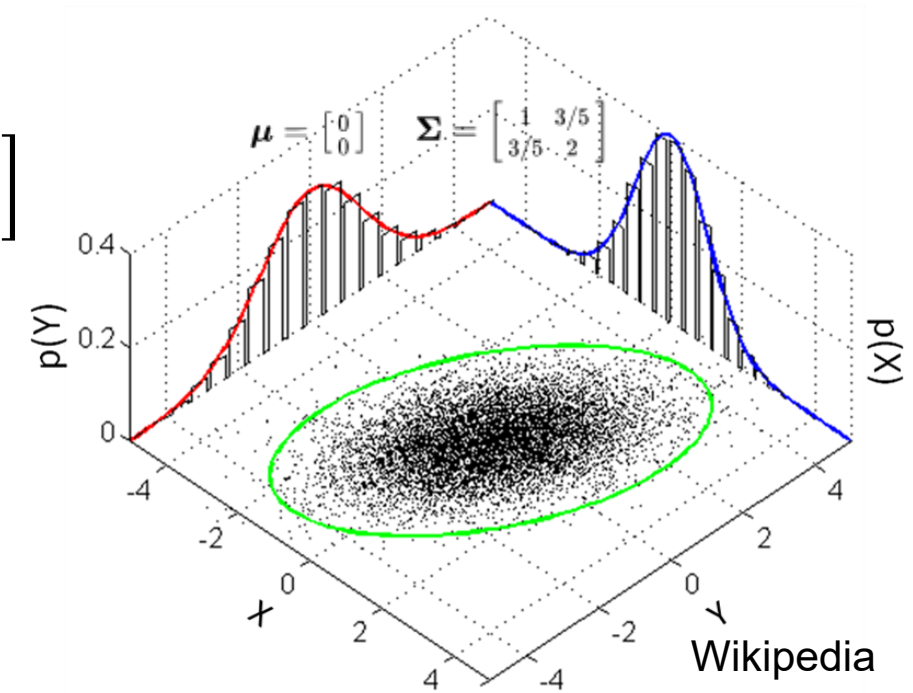 ]
μ = [0 0] Σ = [1 3/5 3/5 2]
0.4
0.2
0
p(Y)
p(X)
-4
-2
0
2
4
X
4
2
0
-2
-4
Y
Wikipedia